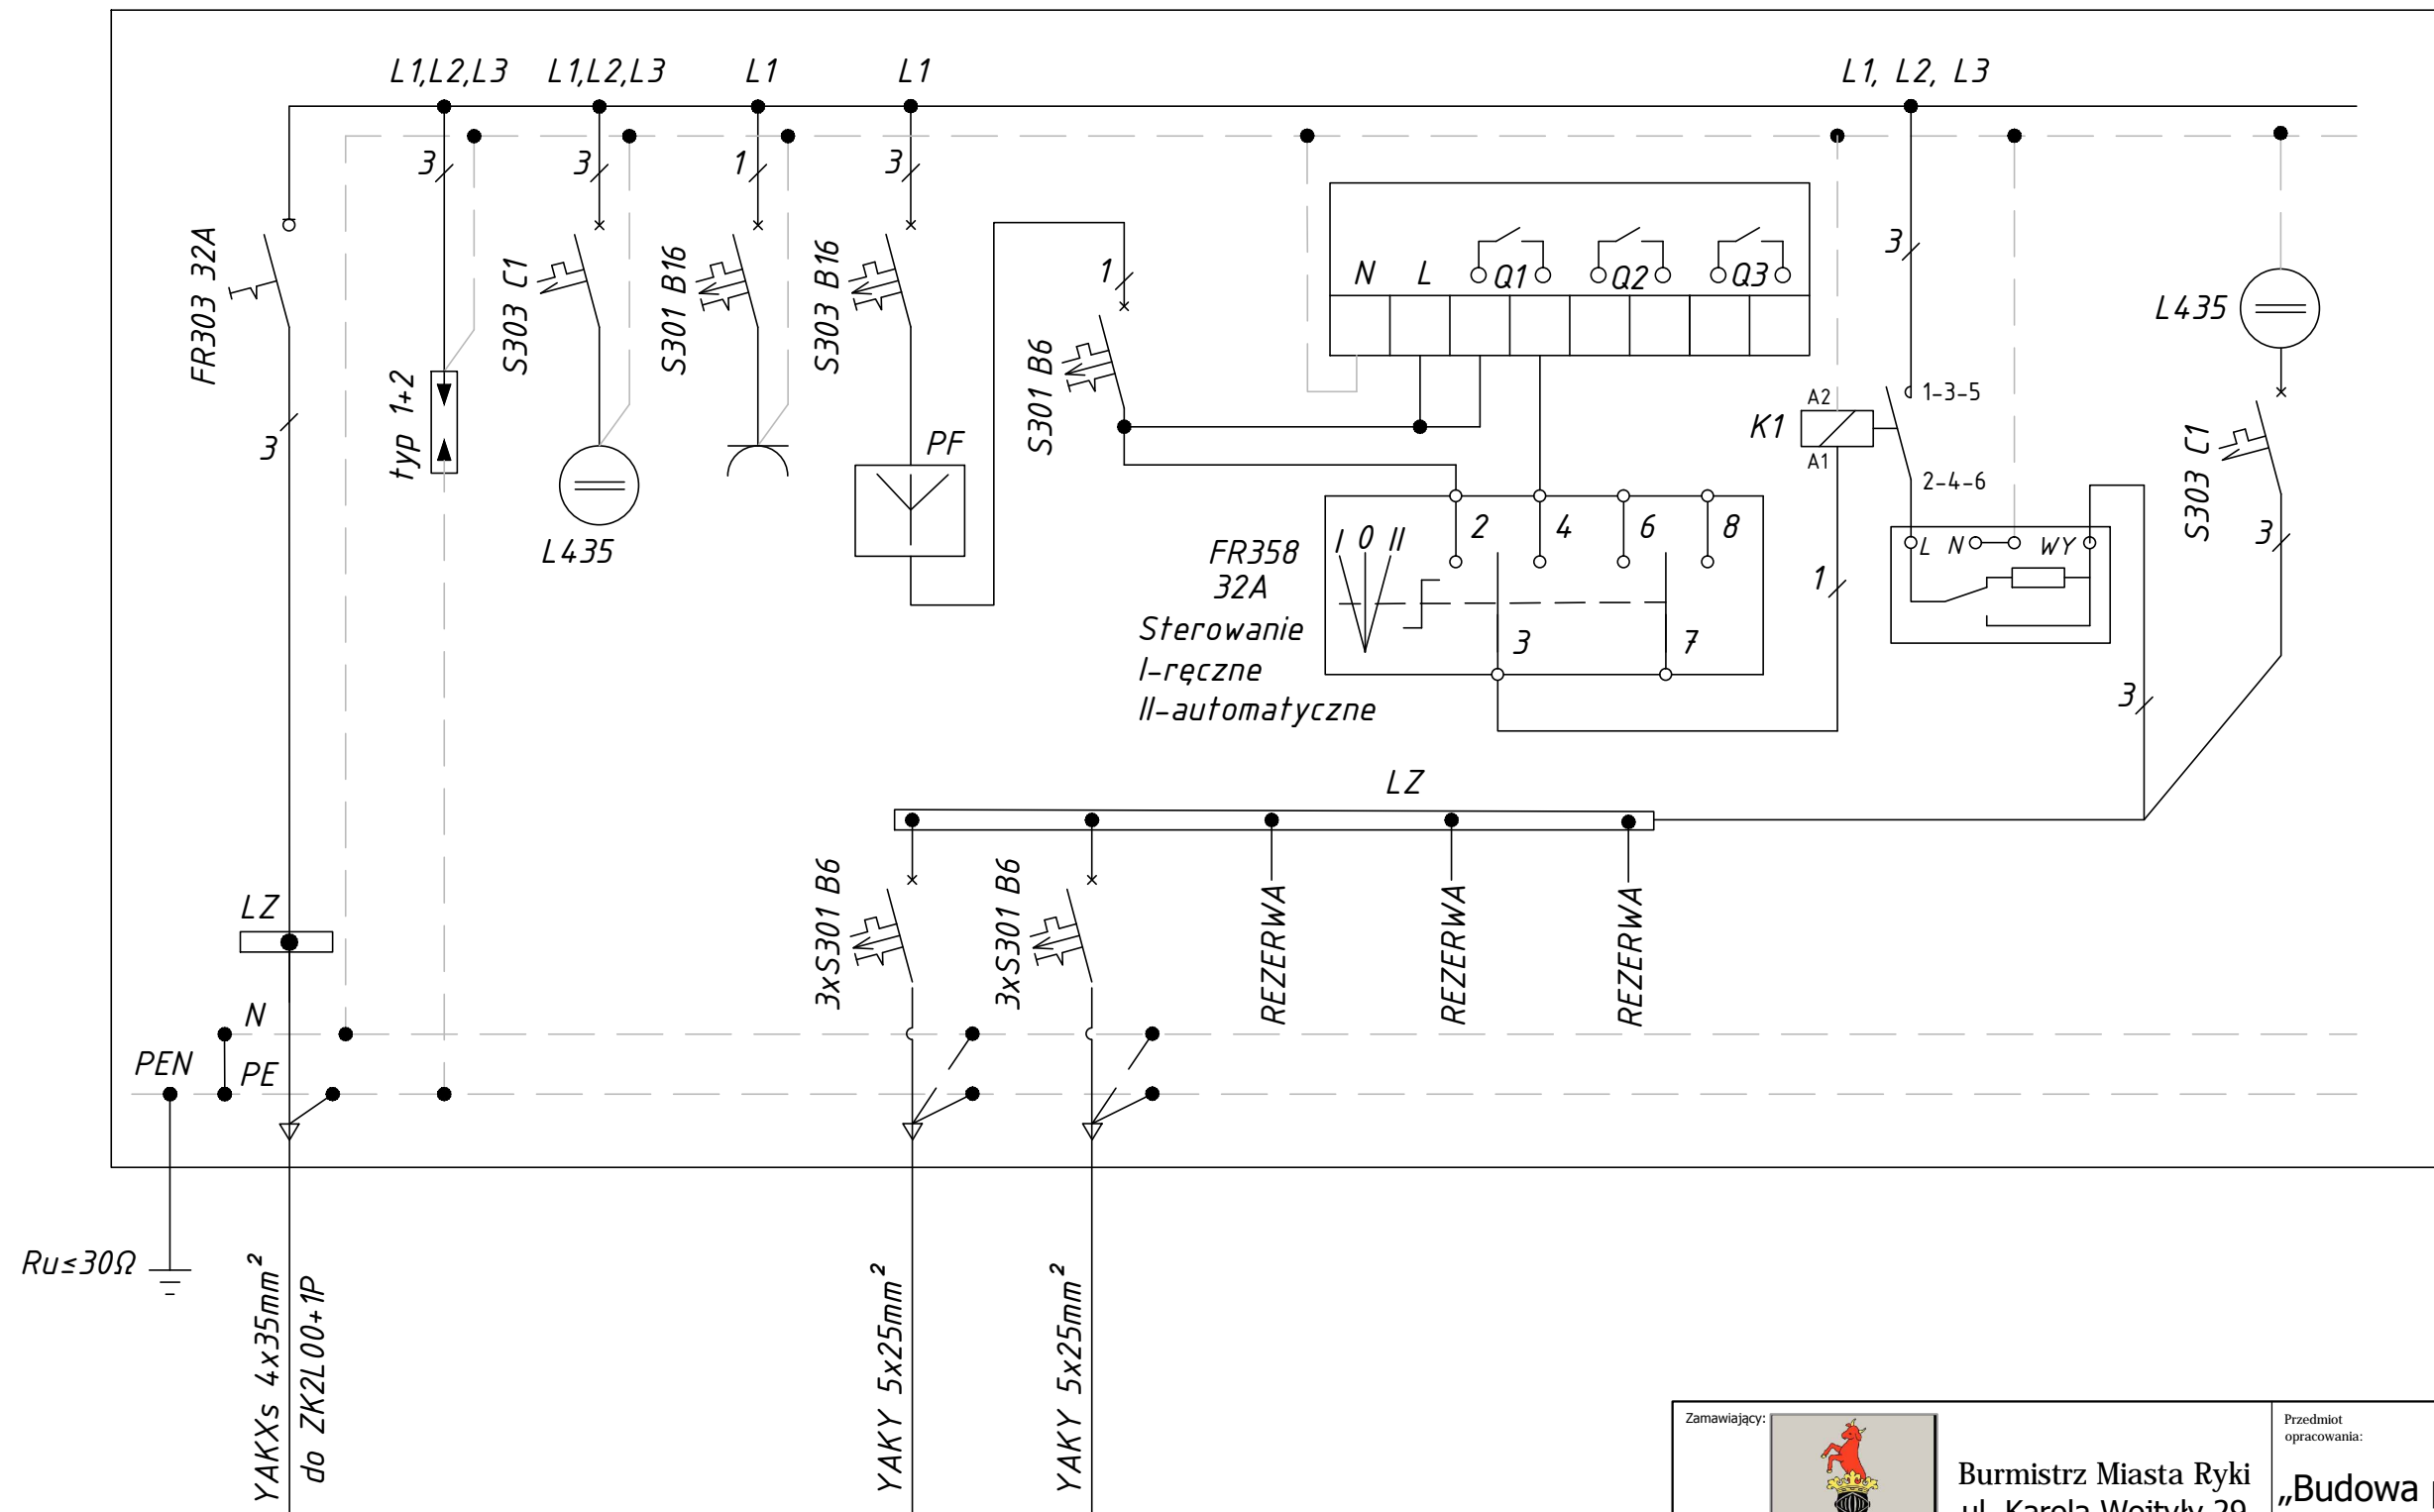 L1,L2,L3
L1,L2,L3
L1
L1
L1, L2, L3
3
3
1
3
FR303 32A
3
typ 1+2
S303 C1
L435
S301 B16
S303 B16
PF
1
S301 B6
N L Q1 Q2 Q3
3
L435
K1
A2
A1
1-3-5
2-4-6
S303 C1
3
L N WY
1
3
FR358
32A
Sterowanie
I-ręczne
II-automatyczne
I 0 II
2 4 6 8
3 7
LZ
3xS301 B6
3xS301 B6
REZERWA
REZERWA
REZERWA
LZ
N
PEN
PE
Ru≤30Ω
YAKXs 4x35mm²
do ZK2L00+1P
YAKY 5x25mm²
YAKY 5x25mm²
Zamawiający:
Burmistrz Miasta Ryki
ul. Karola Wojtyły 29
Przedmiot
opracowania:
„Budowa